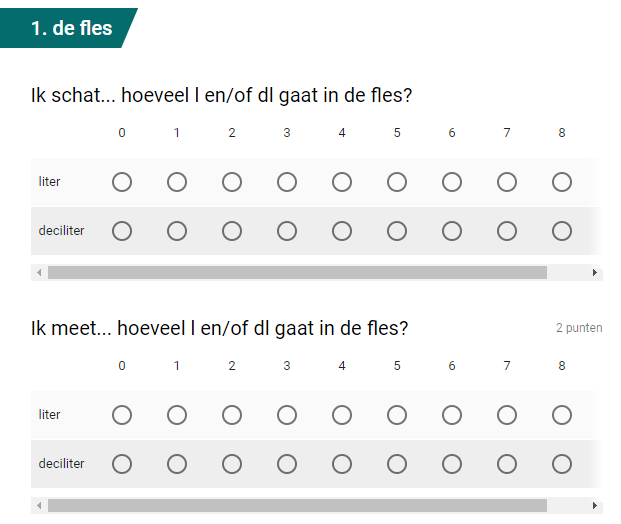 1. de fles
Ik schat... hoeveel l en/of dl gaat in de fles?
0 1 2 3 4 5 6 7 8
liter
deciliter
Ik meet... hoeveel l en/of dl gaat in de fles?
2 punten
0 1 2 3 4 5 6 7 8
liter
deciliter